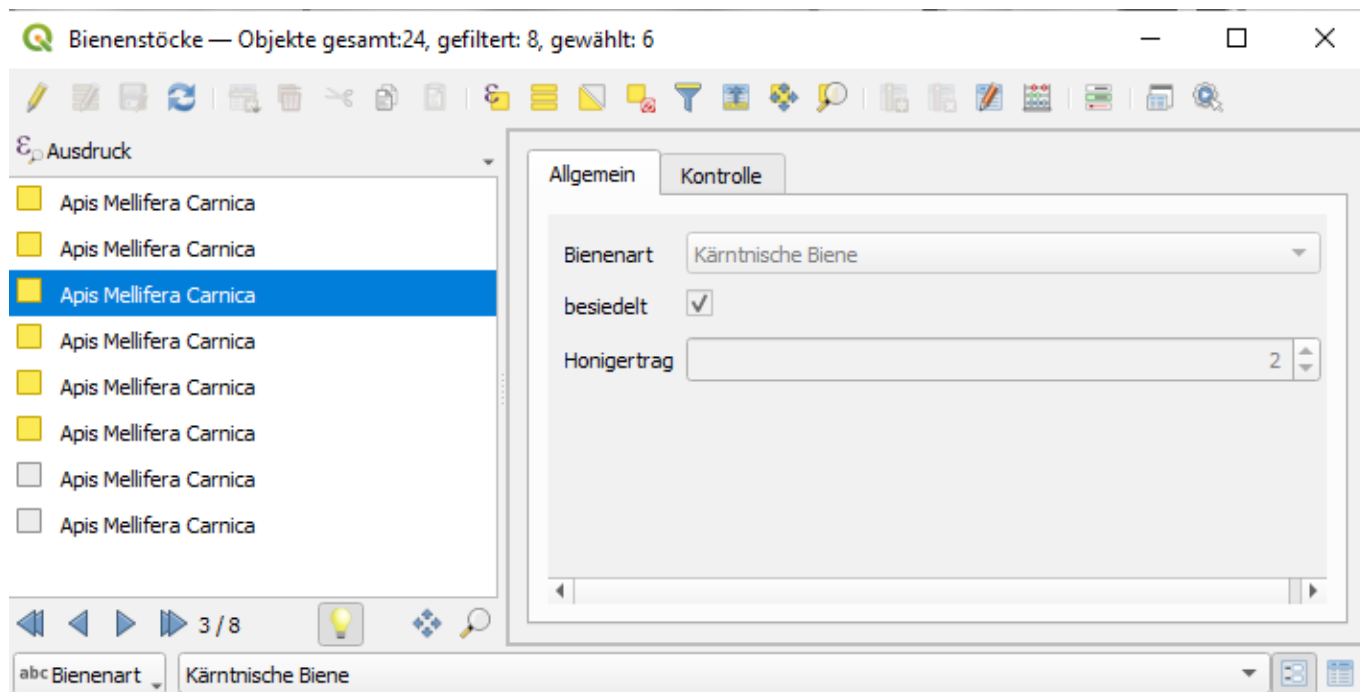 Bienenstöcke — Objekte gesamt:24, gefiltert: 8, gewählt: 6
Ausdruck
Apis Mellifera Carnica
Apis Mellifera Carnica
Apis Mellifera Carnica
Apis Mellifera Carnica
Apis Mellifera Carnica
Apis Mellifera Carnica
Apis Mellifera Carnica
Apis Mellifera Carnica
3 / 8
Allgemein Kontrolle
Bienenart Kärntnische Biene
besiedelt
Honigertrag 2
abc Bienenart Kärntnische Biene